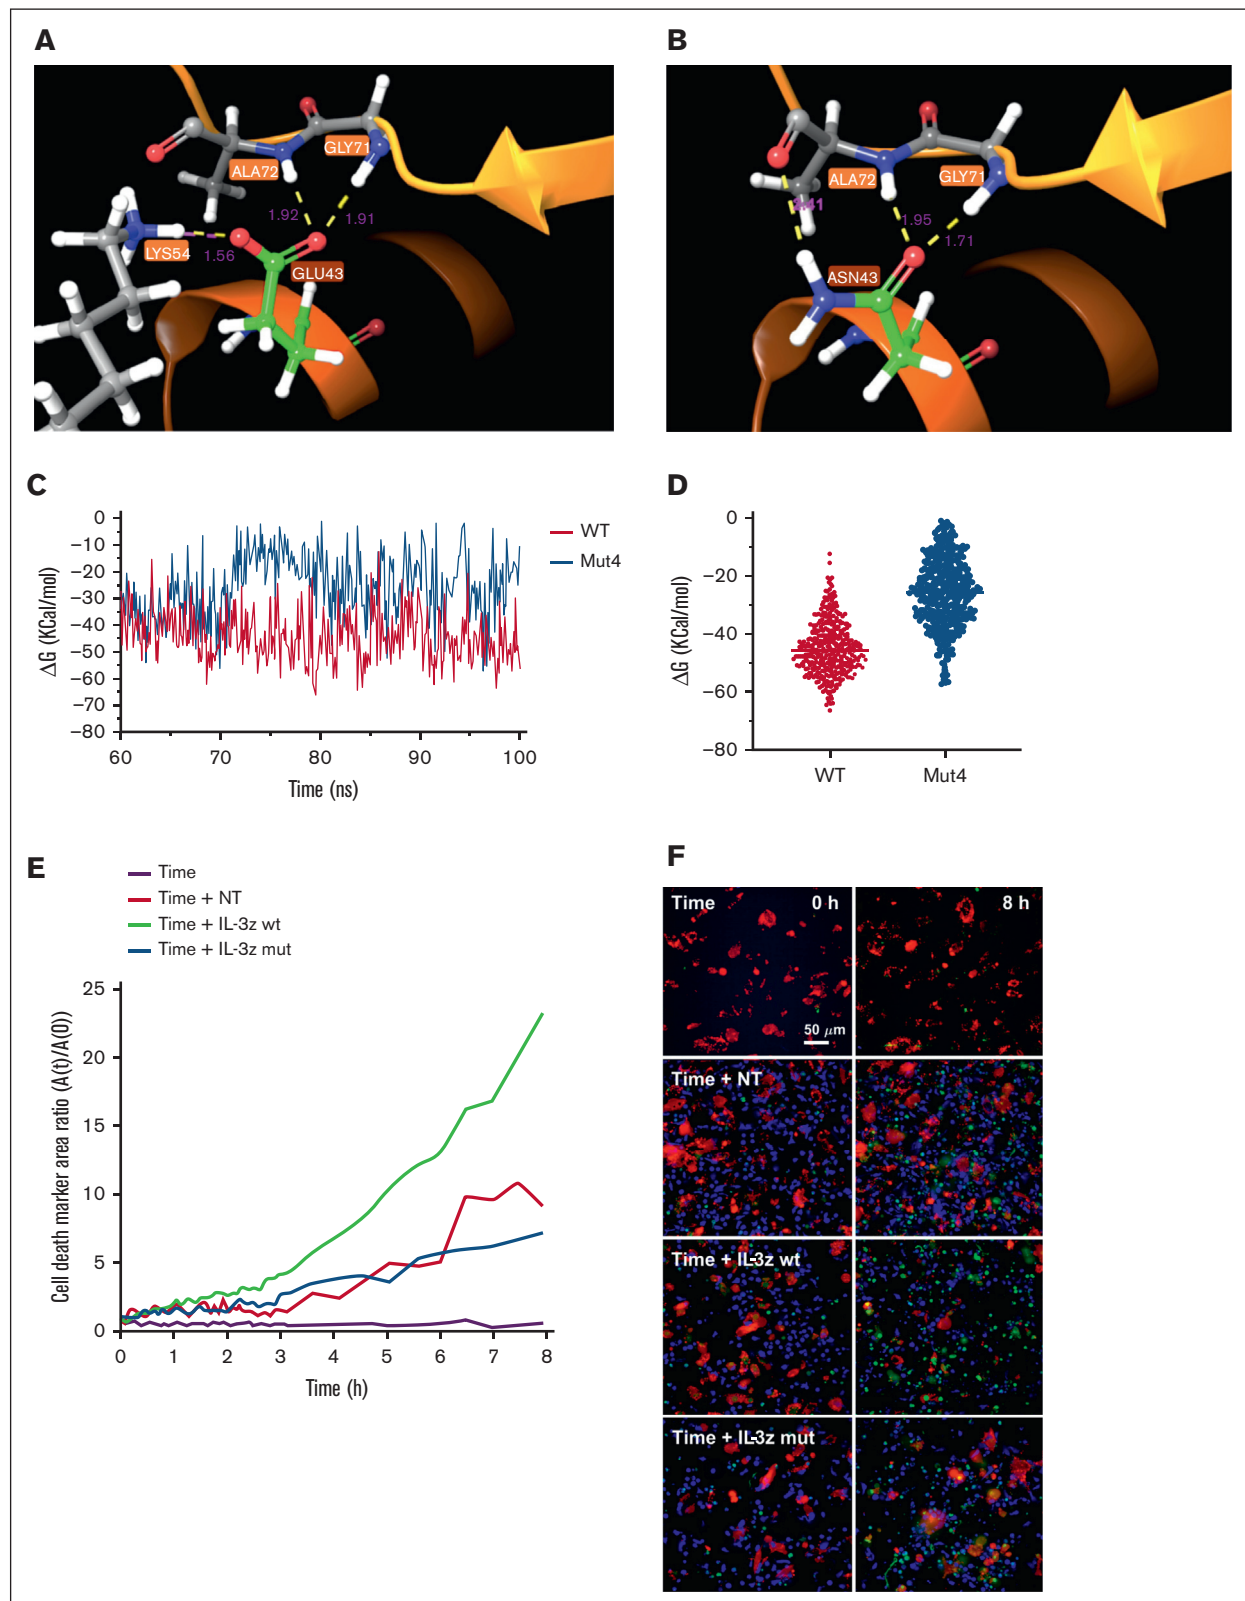 A
ALA72
GLY71
1.92
1.91
LYS54
1.56
GLU43
B
ALA72
GLY71
1.95
1.71
ASN43
C
0
−10
−20
−30
−40
−50
−60
−70
−80
ΔG (KCal/mol)
60
70
80
90
100
Time (ns)
WT
Mut4
D
0
−20
−40
−60
−80
ΔG (KCal/mol)
WT
Mut4
E
Time
Time + NT
Time + IL-3z wt
Time + IL-3z mut
25
20
15
10
5
0
Cell death marker area ratio (A(t)/A(0))
0
1
2
3
4
5
6
7
8
Time (h)
F
Time 0 h
8 h
50 μm
Time + NT
Time + IL-3z wt
Time + IL-3z mut